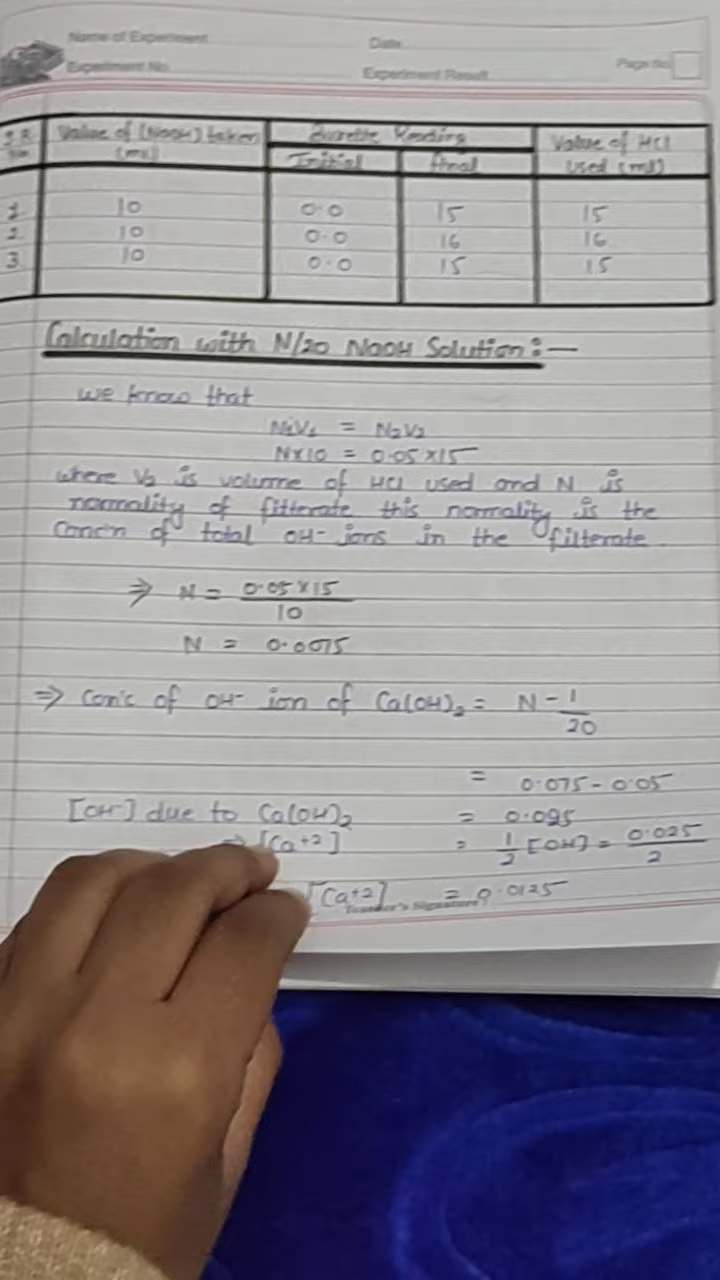 Name of Experiment
Date
Experiment No.
Experiment Result
Page No.
S.R. No Value of (NaOH) taken (ml) Burette Reading Value of HCl used (ml)
Initial final
1 10 0.0 15 15
2 10 0.0 16 16
3 10 0.0 15 15
Calculation with N/20 NaOH Solution:—
we know that
N1V1 = N2V2
N×10 = 0.05×15
where V2 is volume of HCl used and N is
normality of fitterate this normality is the
Conc'n of total OH- ions in the filterate
⇒ N = 0.05×15 / 10
N = 0.0075
⇒ Con'c of OH- ion of Ca(OH)2 = N - 1/20
= 0.075 - 0.05
[OH-] due to Ca(OH)2 = 0.025
⇒ [Ca+2] = 1/2 [OH] = 0.025/2
[Ca+2] = 0.0125
Teacher's Signature